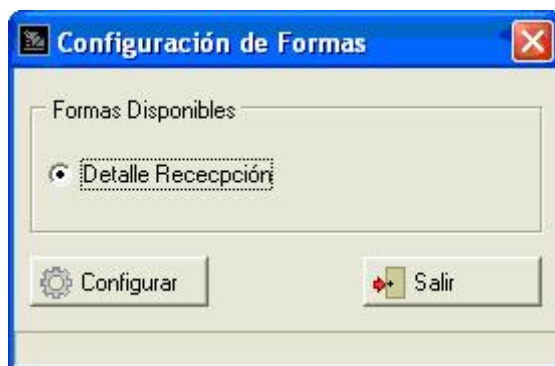 Configuración de Formas
Formas Disponibles
Detalle Rececpción
Configurar
Salir